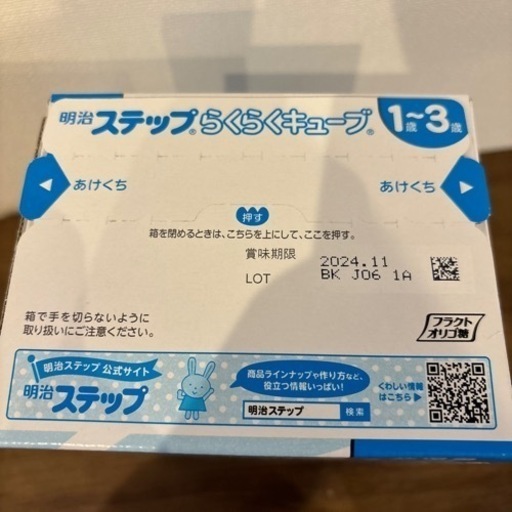 明治ステップ®らくらくキューブ®
1歳~3歳
あけくち
あけくち
押す
箱を閉めるときは、こちらを上にして、ここを押す。
賞味期限 2024.11
LOT BK J06 1A
箱で手を切らないように
取り扱いにご注意ください。
フラクト
オリゴ糖
明治ステップ 公式サイト
明治ステップ
商品ラインナップや作り方など、
役立つ情報いっぱい!
明治ステップ 検索
くわしい情報
はこちら